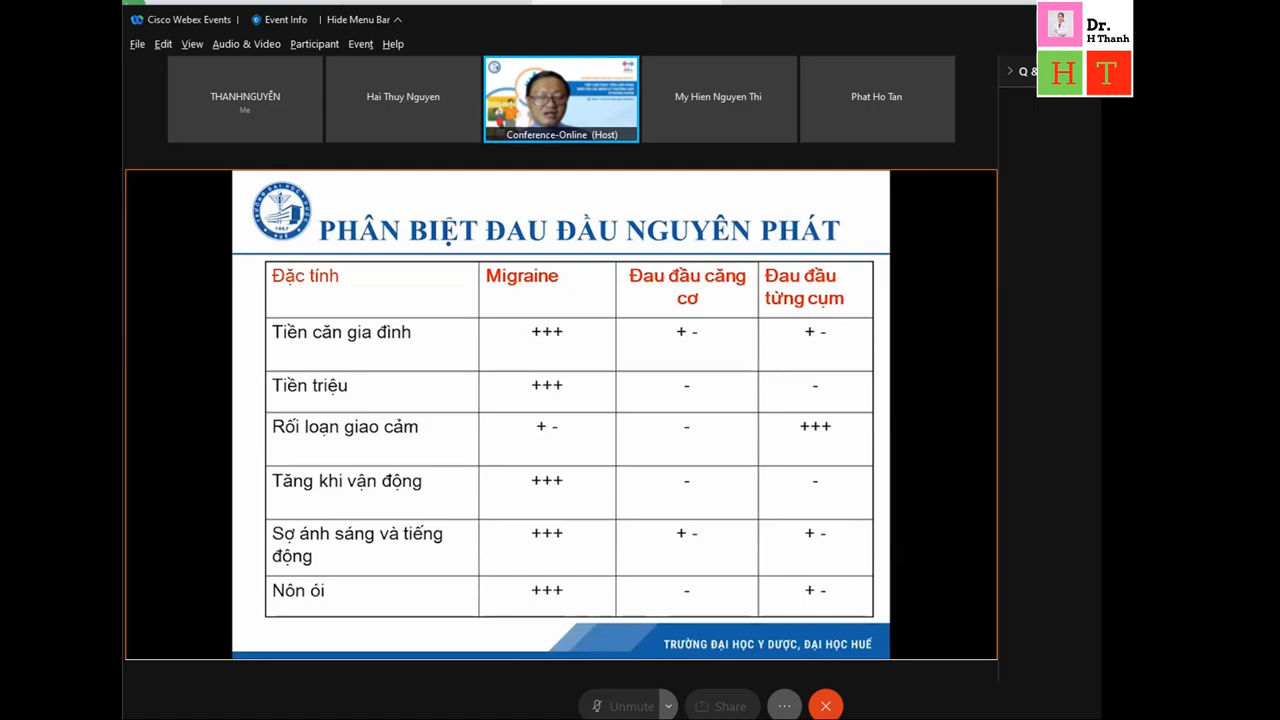 Cisco Webex Events
Event Info
Hide Menu Bar
File Edit View Audio & Video Participant Event Help
Dr.
H Thanh
H T
Q &
THANHNGUYỄN
Me
Hai Thuy Nguyen
Conference-Online (Host)
My Hien Nguyen Thi
Phat Ho Tan
1957
HUẾ
PHÂN BIỆT ĐAU ĐẦU NGUYÊN PHÁT
Đặc tính Migraine Đau đầu căng cơ Đau đầu từng cụm
Tiền căn gia đình +++ + - + -
Tiền triệu +++ - -
Rối loạn giao cảm + - - +++
Tăng khi vận động +++ - -
Sợ ánh sáng và tiếng động +++ + - + -
Nôn ói +++ - + -
TRƯỜNG ĐẠI HỌC Y DƯỢC, ĐẠI HỌC HUẾ
Unmute
Share